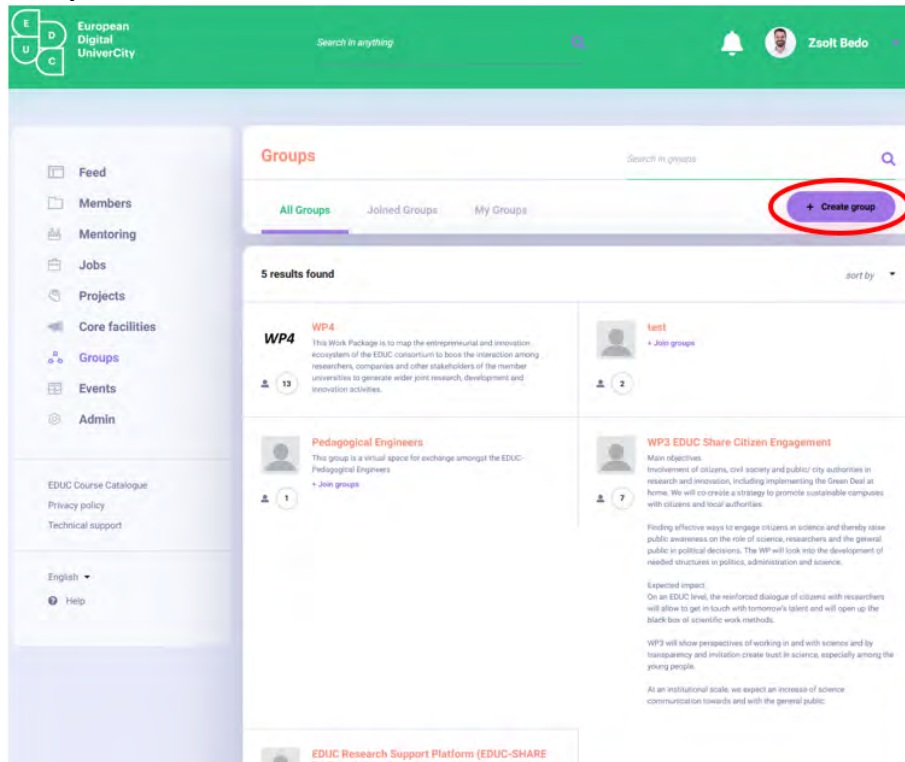 E D U C
European
Digital
UniverCity
Search in anything
Zsolt Bedo
Feed
Members
Mentoring
Jobs
Projects
Core facilities
Groups
Events
Admin
EDUC Course Catalogue
Privacy policy
Technical support
English
Help
Groups
Search in groups
All Groups
Joined Groups
My Groups
+ Create group
5 results found
sort by
WP4
WP4
This Work Package is to map the entrepreneurial and innovation
ecosystem of the EDUC consortium to boos the interaction among
researchers, companies and other stakeholders of the member
universities to generate wider joint research, development and
innovation activities.
13
test
+ Join groups
2
Pedagogical Engineers
This group is a virtual space for exchange amongst the EDUC-
Pedagogical Engineers
+ Join groups
1
WP3 EDUC Share Citizen Engagement
Main objectives
Involvement of citizens, civil society and public/ city authorities in
research and innovation, including implementing the Green Deal at
home. We will co-create a strategy to promote sustainable campuses
with citizens and local authorities.
Finding effective ways to engage citizens in science and thereby raise
public awareness on the role of science, researchers and the general
public in political decisions. The WP will look into the development of
needed structures in politics, administration and science.
Expected impact
On an EDUC level, the reinforced dialogue of citizens with researchers
will allow to get in touch with tomorrow's talent and will open up the
black box of scientific work methods.
WP3 will show perspectives of working in and with science and by
transparency and invitation create trust in science, especially among the
young people.
At an institutional scale, we expect an increase of science
communication towards and with the general public.
7
EDUC Research Support Platform (EDUC-SHARE